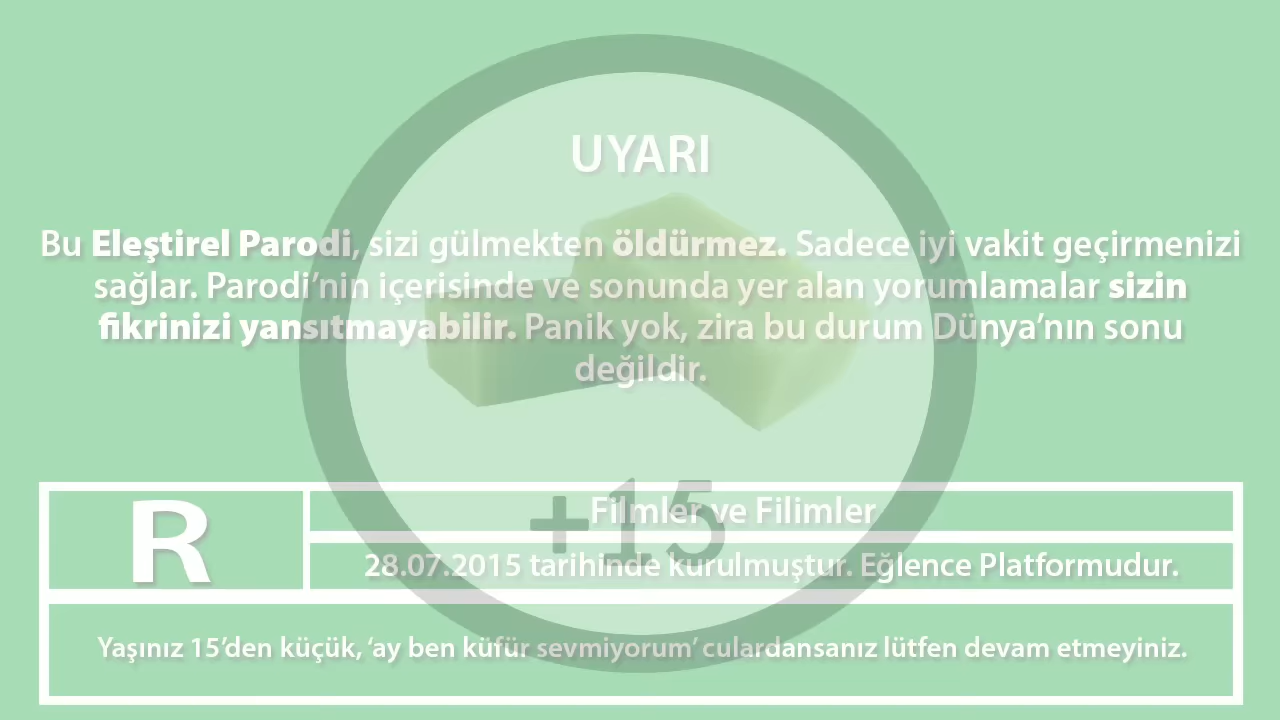 UYARI
Bu Eleştirel Parodi, sizi gülmekten öldürmez. Sadece iyi vakit geçirmenizi
sağlar. Parodi’nin içerisinde ve sonunda yer alan yorumlamalar sizin
fikrinizi yansıtmayabilir. Panik yok, zira bu durum Dünya’nın sonu
değildir.
R
Filmler ve Filimler
+15
28.07.2015 tarihinde kurulmuştur. Eğlence Platformudur.
Yaşınız 15’den küçük, ‘ay ben küfür sevmiyorum’ culardansanız lütfen devam etmeyiniz.